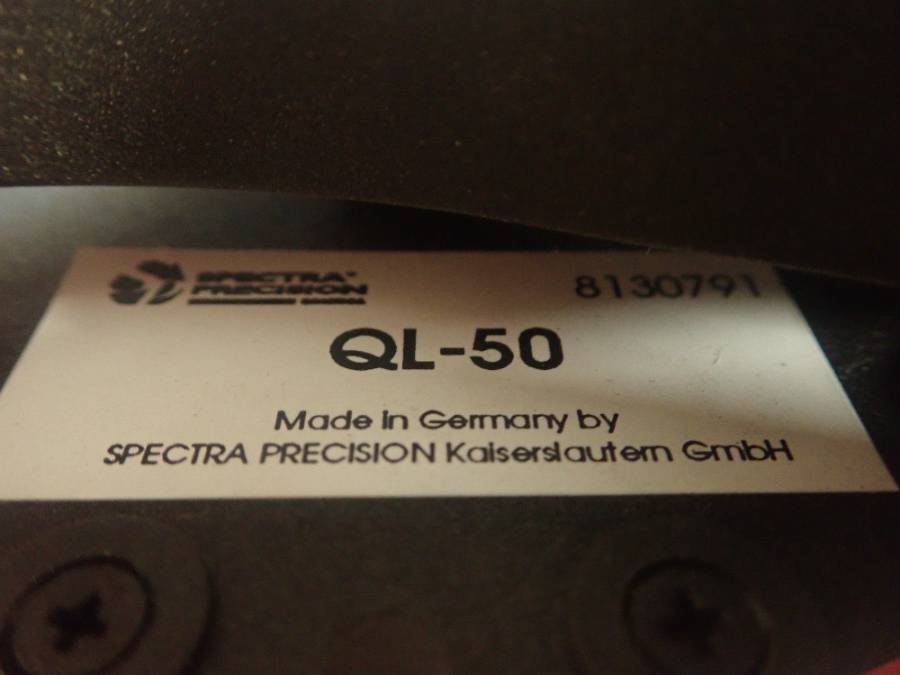 SPECTRA
PRECISION
8130791
QL-50
Made in Germany by
SPECTRA PRECISION Kaiserslautern GmbH